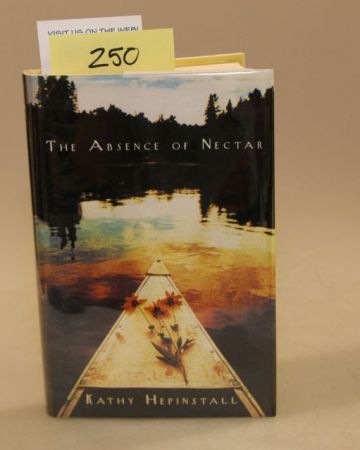 VISIT US ON THE WEB!
250
THE ABSENCE OF NECTAR
KATHY HEPINSTALL